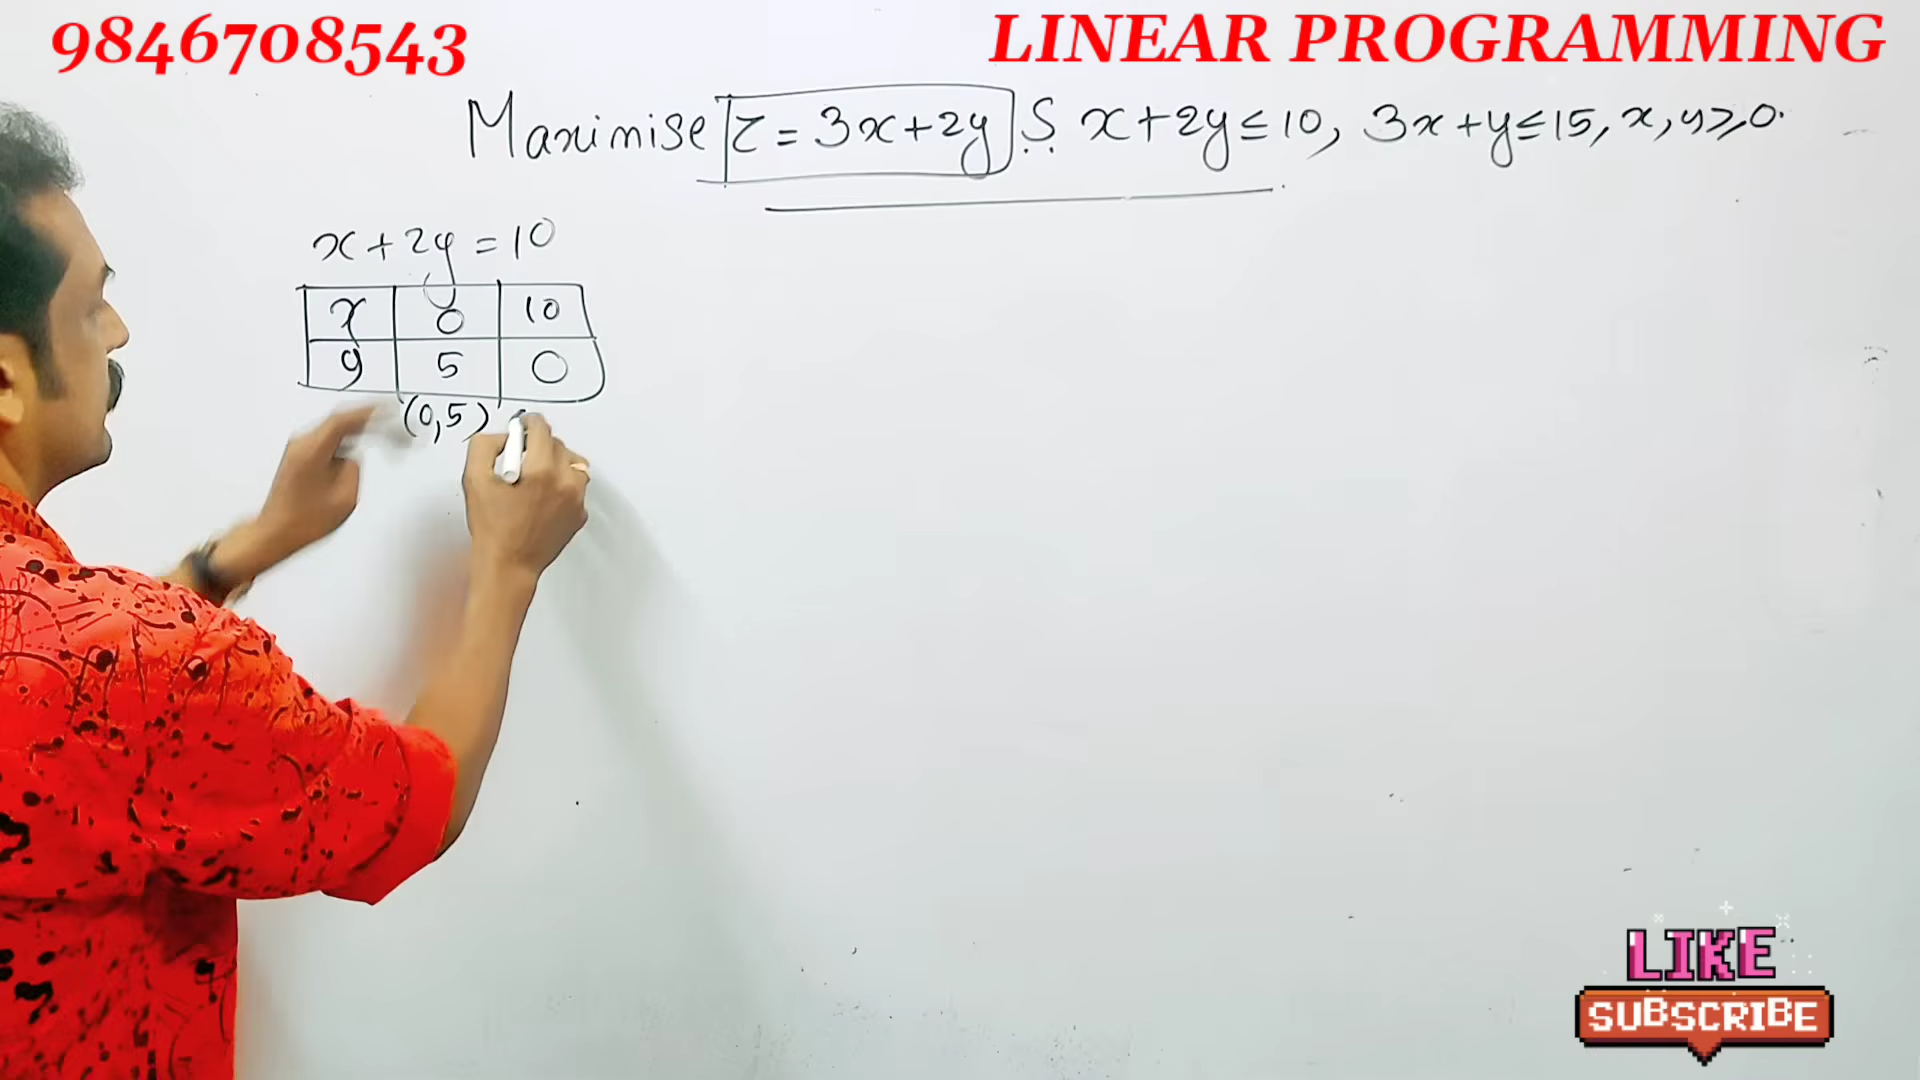 9846708543
LINEAR PROGRAMMING
Maximise z = 3x+2y S.. x+2y ≤ 10, 3x+y ≤ 15, x, y ≥ 0.
x + 2y = 10
x 0 10
y 5 0
(0,5)
LIKE
SUBSCRIBE